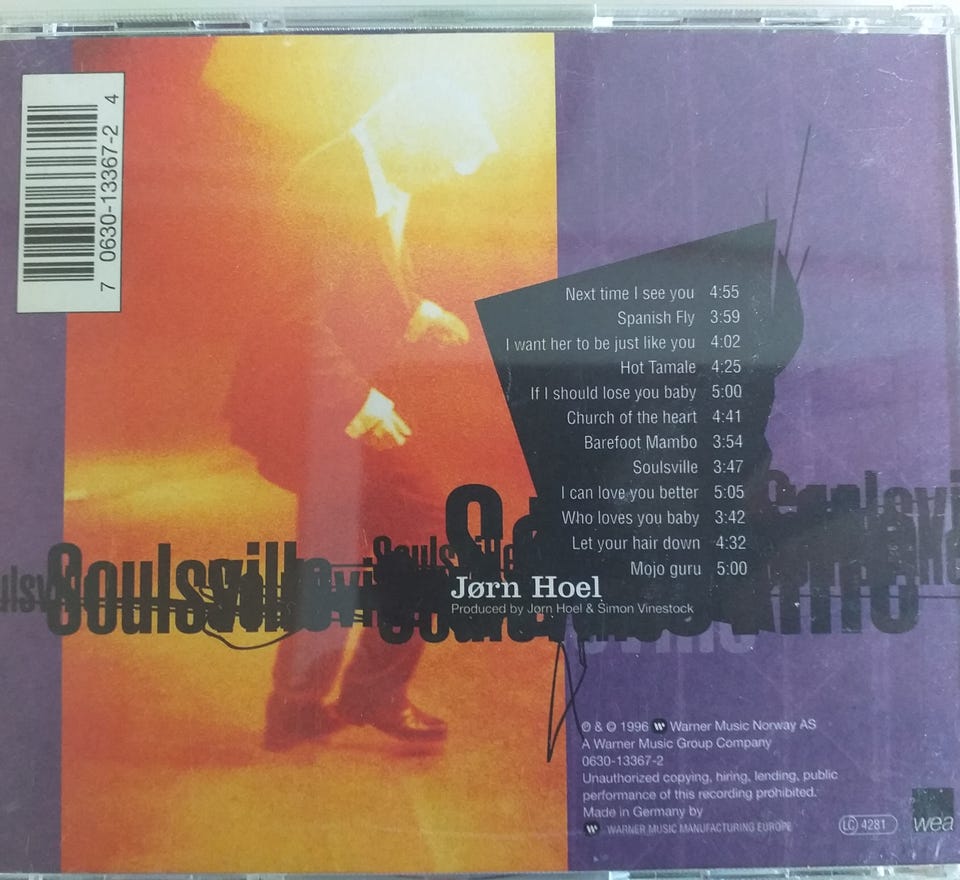 7 0630-13367-2 4
Next time I see you 4:55
Spanish Fly 3:59
I want her to be just like you 4:02
Hot Tamale 4:25
If I should lose you baby 5:00
Church of the heart 4:41
Barefoot Mambo 3:54
Soulsville 3:47
I can love you better 5:05
Who loves you baby 3:42
Let your hair down 4:32
Mojo guru 5:00
Soulsville
Soulsville
Jørn Hoel
Produced by Jørn Hoel & Simon Vinestock
℗ & © 1996 W Warner Music Norway AS
A Warner Music Group Company
0630-13367-2
Unauthorized copying, hiring, lending, public
performance of this recording prohibited.
Made in Germany by
W WARNER MUSIC MANUFACTURING EUROPE
LC 4281
wea